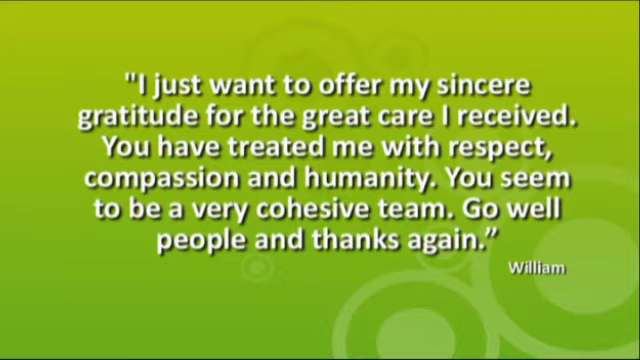 "I just want to offer my sincere
gratitude for the great care I received.
You have treated me with respect,
compassion and humanity. You seem
to be a very cohesive team. Go well
people and thanks again.”
William